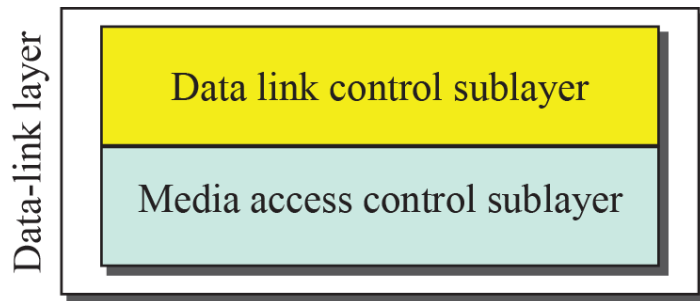 Data-link layer
Data link control sublayer
Media access control sublayer